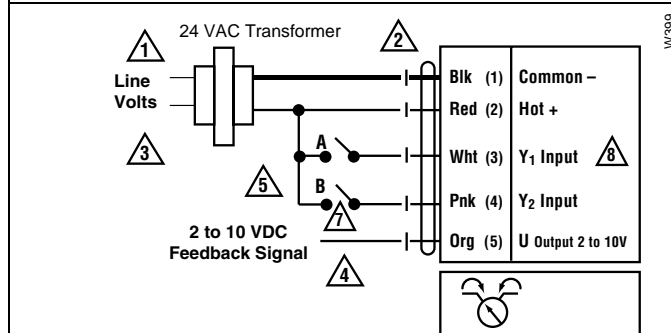 24 VAC Transformer
W399
1
2
Line
Volts
3
Blk (1) Common –
Red (2) Hot +
A
Wht (3) Y1 Input
8
5
B
7
Pnk (4) Y2 Input
2 to 10 VDC
Feedback Signal
4
Org (5) U Output 2 to 10V